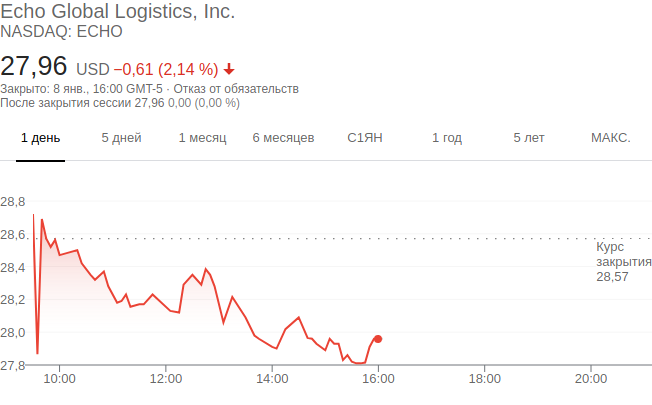 Echo Global Logistics, Inc.
NASDAQ: ECHO
27,96 USD −0,61 (2,14 %)
Закрыто: 8 янв., 16:00 GMT-5 · Отказ от обязательств
После закрытия сессии 27,96 0,00 (0,00 %)
1 день 5 дней 1 месяц 6 месяцев С1ЯН 1 год 5 лет МАКС.
28,8
28,6
Курс
закрытия
28,57
28,4
28,2
28,0
27,8
10:00 12:00 14:00 16:00 18:00 20:00